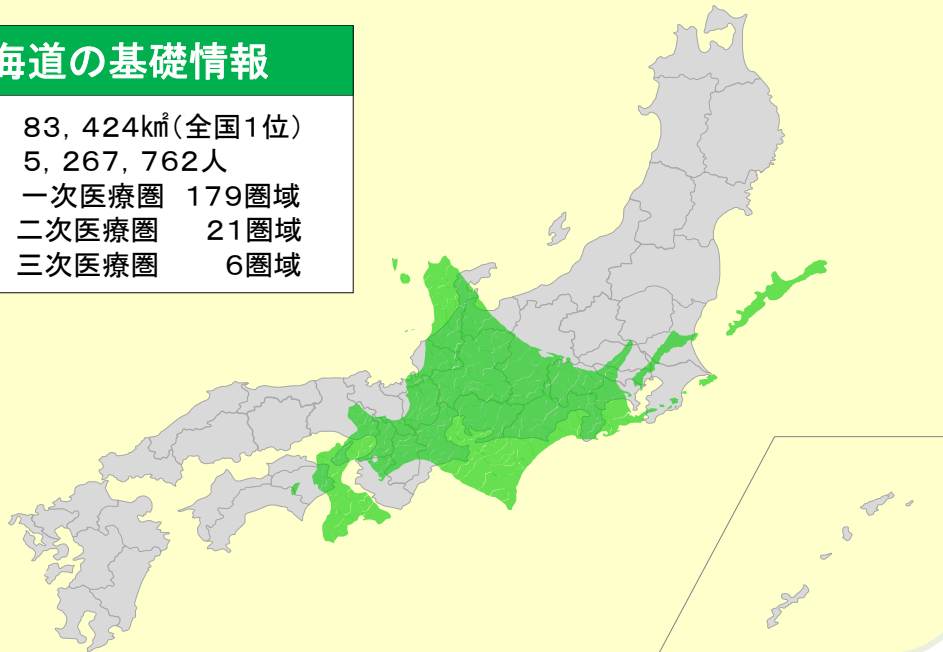 海道の基礎情報
83,424㎢(全国1位)
5,267,762人
一次医療圏 179圏域
二次医療圏 21圏域
三次医療圏 6圏域